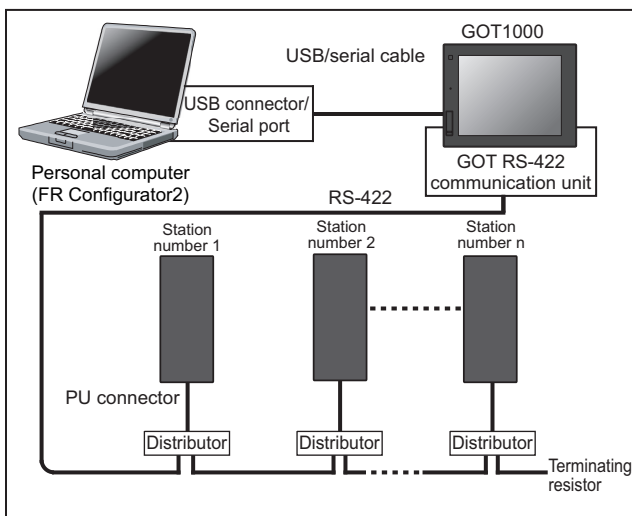 GOT1000
USB/serial cable
USB connector/
Serial port
Personal computer
(FR Configurator2)
GOT RS-422
communication unit
RS-422
Station
number 1
Station
number 2
Station
number n
PU connector
Distributor
Distributor
Distributor
Terminating
resistor